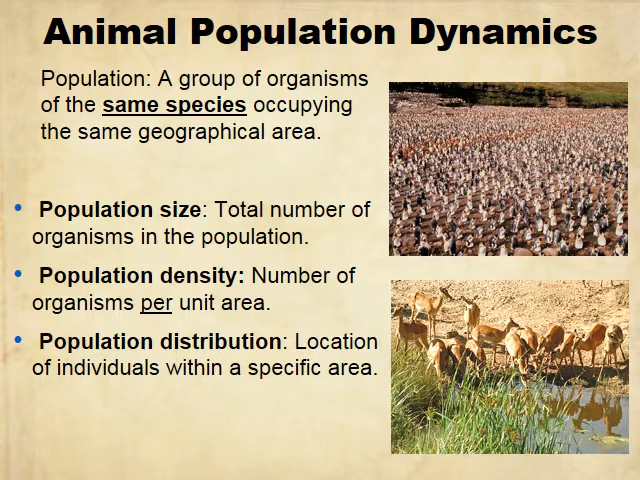 Animal Population Dynamics
Population: A group of organisms
of the same species occupying
the same geographical area.
• Population size: Total number of
organisms in the population.
• Population density: Number of
organisms per unit area.
• Population distribution: Location
of individuals within a specific area.